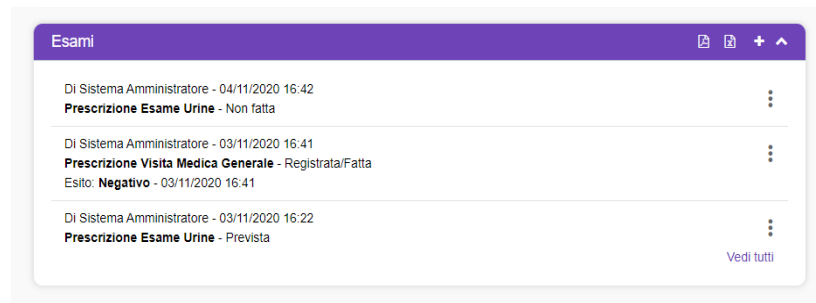 Esami
Di Sistema Amministratore - 04/11/2020 16:42
Prescrizione Esame Urine - Non fatta
Di Sistema Amministratore - 03/11/2020 16:41
Prescrizione Visita Medica Generale - Registrata/Fatta
Esito: Negativo - 03/11/2020 16:41
Di Sistema Amministratore - 03/11/2020 16:22
Prescrizione Esame Urine - Prevista
Vedi tutti